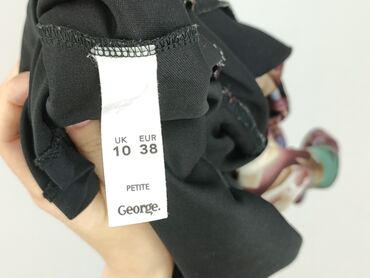 UK EUR
10 38
PETITE
George.